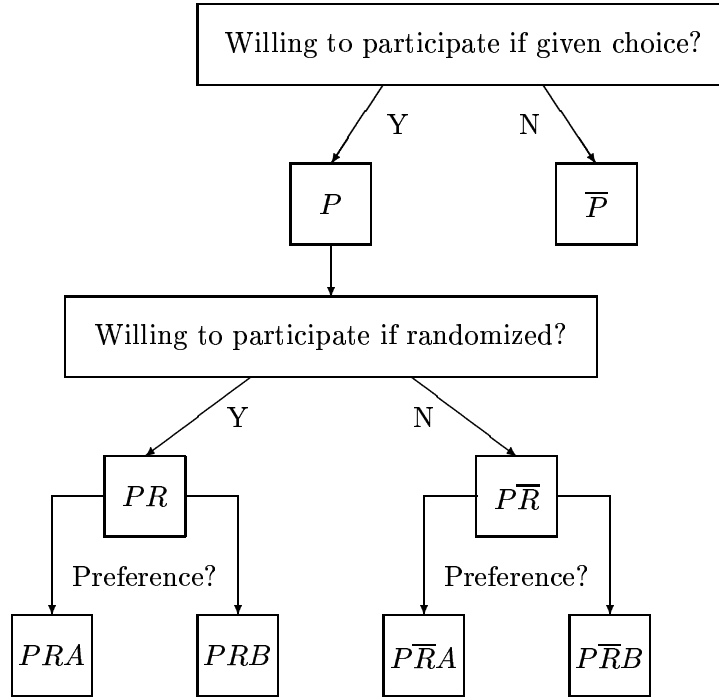 Willing to participate if given choice?
Y N
P P̅
Willing to participate if randomized?
Y N
PR PR̅
Preference? Preference?
PRA PRB PR̅A PR̅B